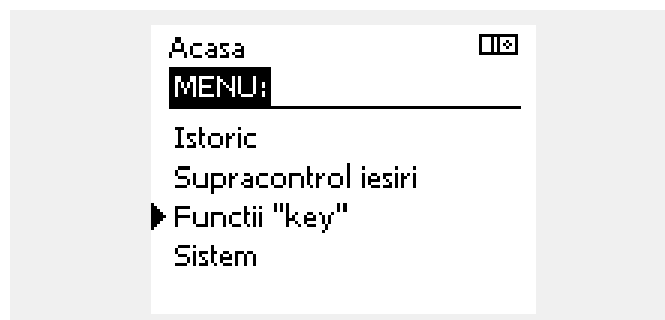 Acasa
MENU:
Istoric
Supracontrol iesiri
Functii "key"
Sistem